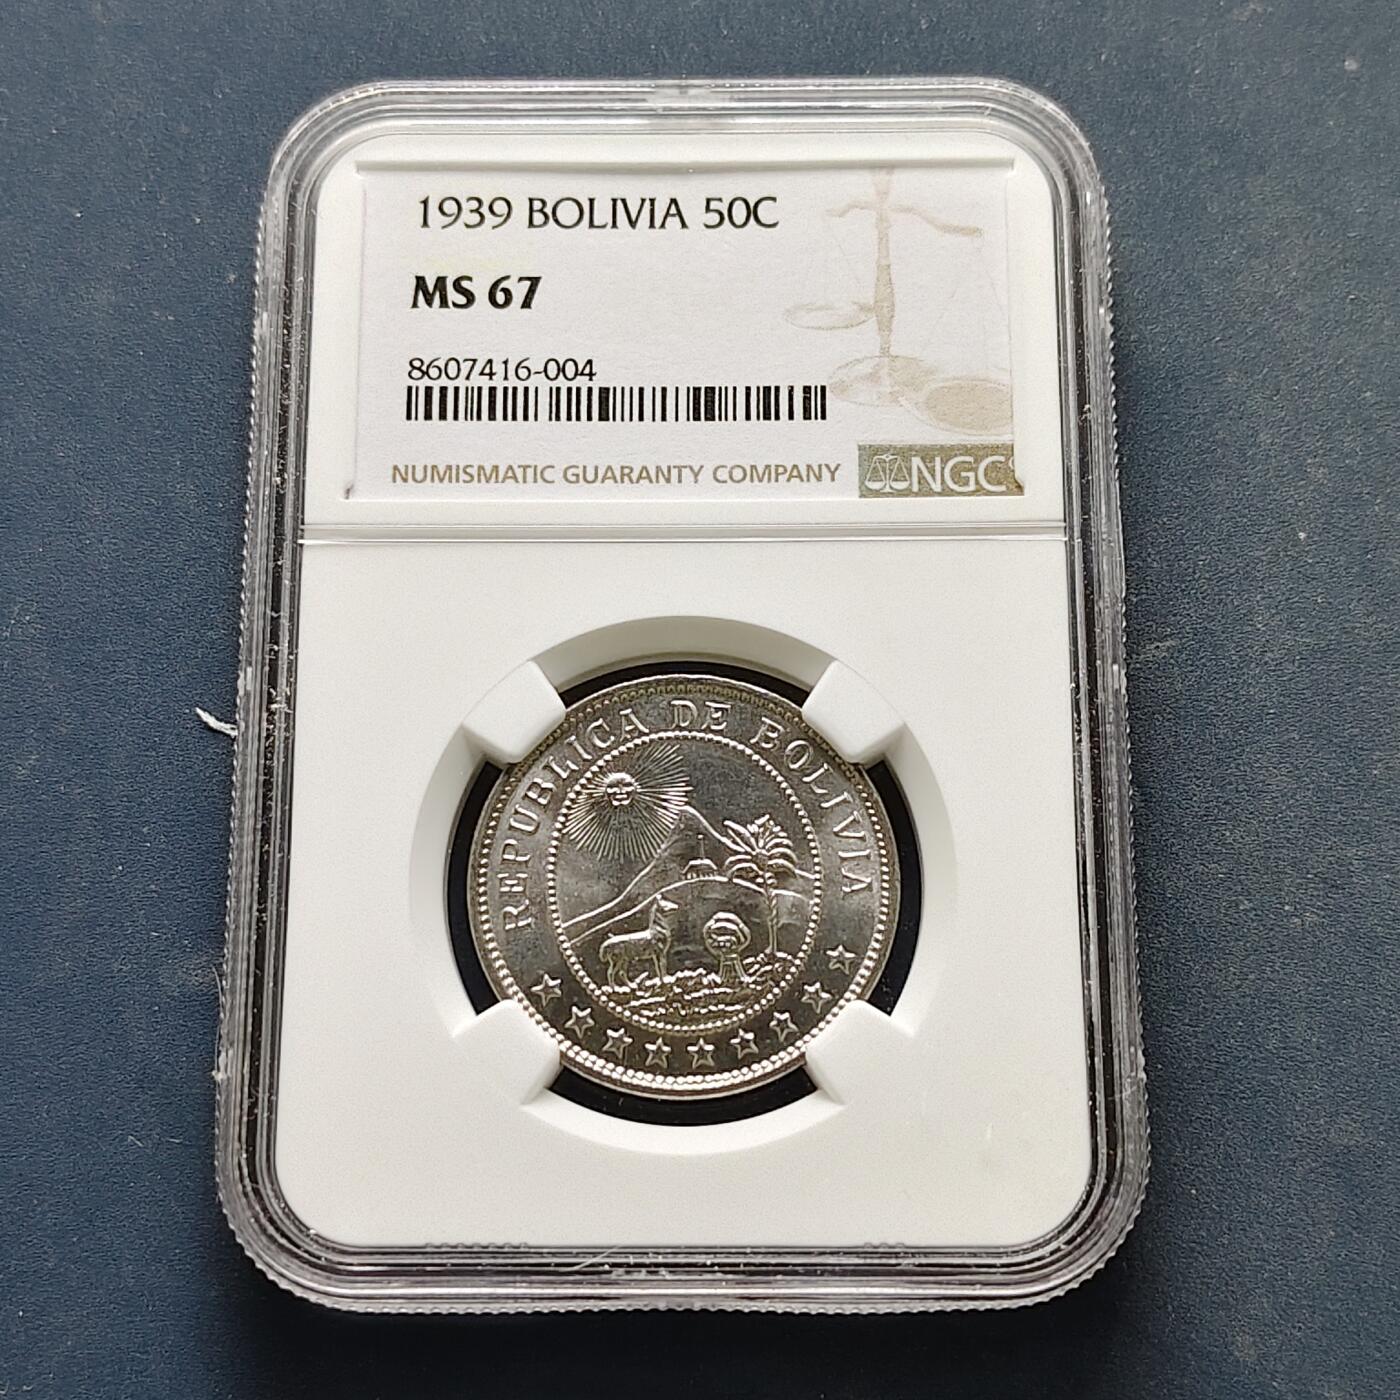 1939 BOLIVIA 50C
MS 67
8607416-004
NUMISMATIC GUARANTY COMPANY NGC
REPUBLICA DE BOLIVIA